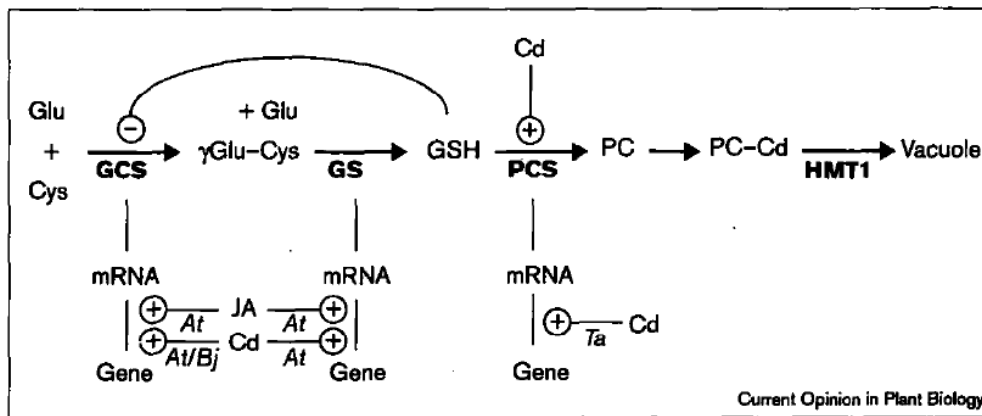 Cd
Glu + Glu
+ − γGlu–Cys GSH + PC PC–Cd Vacuole
GCS GS PCS HMT1
Cys
mRNA mRNA mRNA
+ JA +
At At
+ Cd + + Cd
At/Bj At Ta
Gene Gene Gene
Current Opinion in Plant Biology